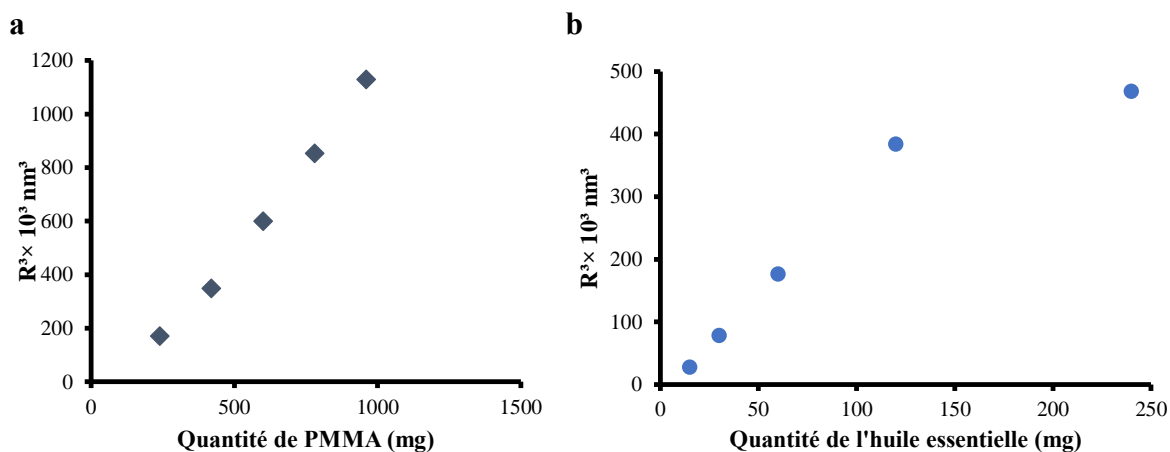 a
R³× 10³ nm³
1200
1000
800
600
400
200
0
0 500 1000 1500
Quantité de PMMA (mg)
b
R³× 10³ nm³
500
400
300
200
100
0
0 50 100 150 200 250
Quantité de l'huile essentielle (mg)